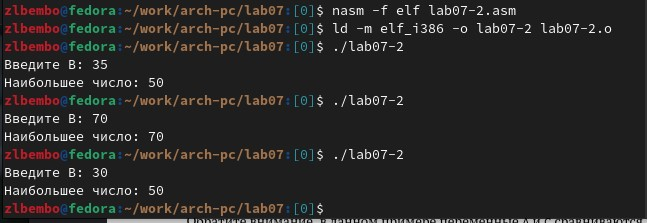 zlbembo@fedora:~/work/arch-pc/lab07:[0]$ nasm -f elf lab07-2.asm
zlbembo@fedora:~/work/arch-pc/lab07:[0]$ ld -m elf_i386 -o lab07-2 lab07-2.o
zlbembo@fedora:~/work/arch-pc/lab07:[0]$ ./lab07-2
Введите B: 35
Наибольшее число: 50
zlbembo@fedora:~/work/arch-pc/lab07:[0]$ ./lab07-2
Введите B: 70
Наибольшее число: 70
zlbembo@fedora:~/work/arch-pc/lab07:[0]$ ./lab07-2
Введите B: 30
Наибольшее число: 50
zlbembo@fedora:~/work/arch-pc/lab07:[0]$